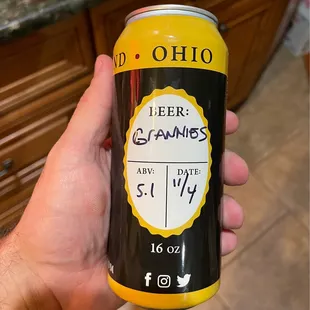 ND • OHIO
BEER:
GRANNIES
ABV: DATE:
5.1 11/4
16 OZ